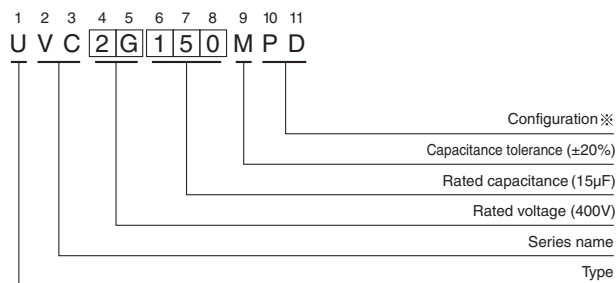 1 2 3 4 5 6 7 8 9 10 11
U V C 2 G 1 5 0 M P D
Configuration※
Capacitance tolerance (±20%)
Rated capacitance (15µF)
Rated voltage (400V)
Series name
Type